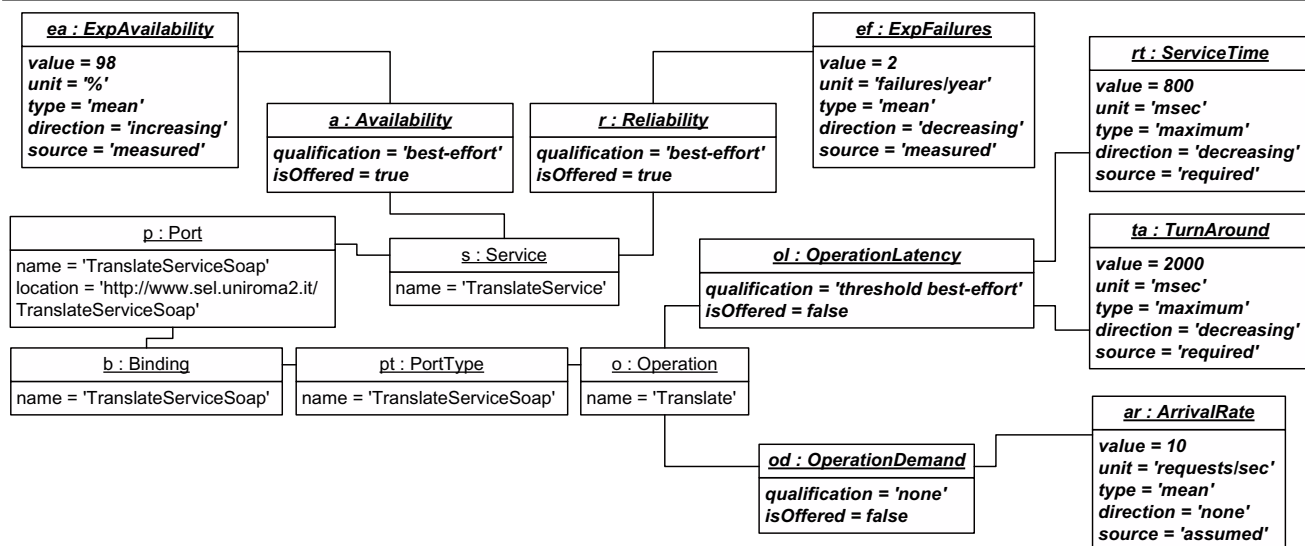 ea : ExpAvailability
value = 98
unit = '%'
type = 'mean'
direction = 'increasing'
source = 'measured'
ef : ExpFailures
value = 2
unit = 'failures/year'
type = 'mean'
direction = 'decreasing'
source = 'measured'
rt : ServiceTime
value = 800
unit = 'msec'
type = 'maximum'
direction = 'decreasing'
source = 'required'
a : Availability
qualification = 'best-effort'
isOffered = true
r : Reliability
qualification = 'best-effort'
isOffered = true
p : Port
name = 'TranslateServiceSoap'
location = 'http://www.sel.uniroma2.it/
TranslateServiceSoap'
s : Service
name = 'TranslateService'
ol : OperationLatency
qualification = 'threshold best-effort'
isOffered = false
ta : TurnAround
value = 2000
unit = 'msec'
type = 'maximum'
direction = 'decreasing'
source = 'required'
b : Binding
name = 'TranslateServiceSoap'
pt : PortType
name = 'TranslateServiceSoap'
o : Operation
name = 'Translate'
od : OperationDemand
qualification = 'none'
isOffered = false
ar : ArrivalRate
value = 10
unit = 'requests/sec'
type = 'mean'
direction = 'none'
source = 'assumed'